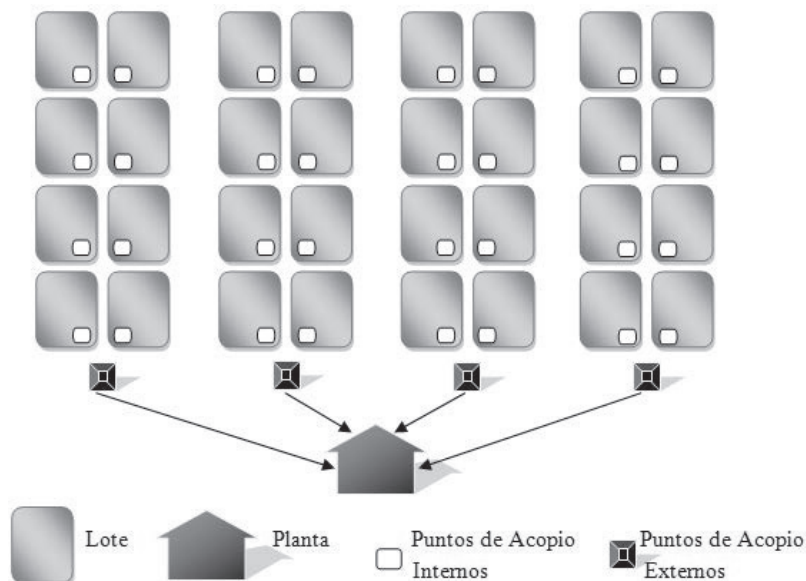 Lote
Planta
Puntos de Acopio
Internos
Puntos de Acopio
Externos